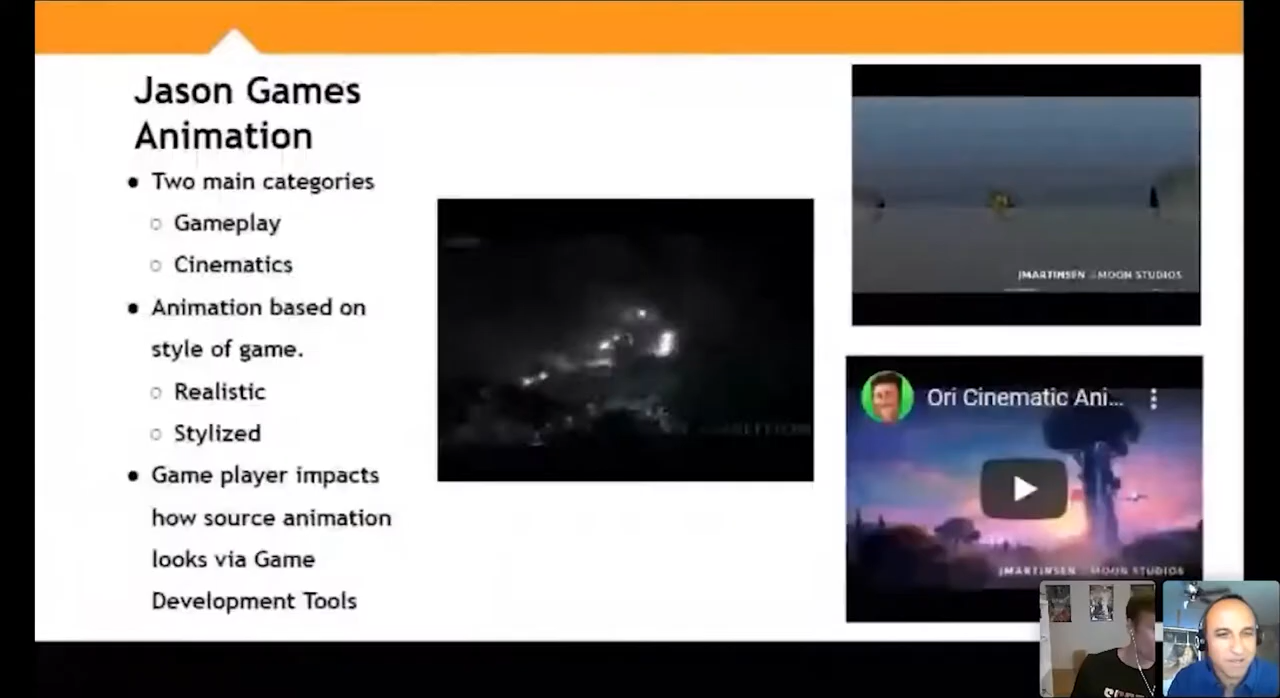 Jason Games
Animation
● Two main categories
○ Gameplay
○ Cinematics
● Animation based on
style of game.
○ Realistic
○ Stylized
● Game player impacts
how source animation
looks via Game
Development Tools
JMARTINSEN MOON STUDIOS
Ori Cinematic Ani...
JMARTINSEN MOON STUDIOS